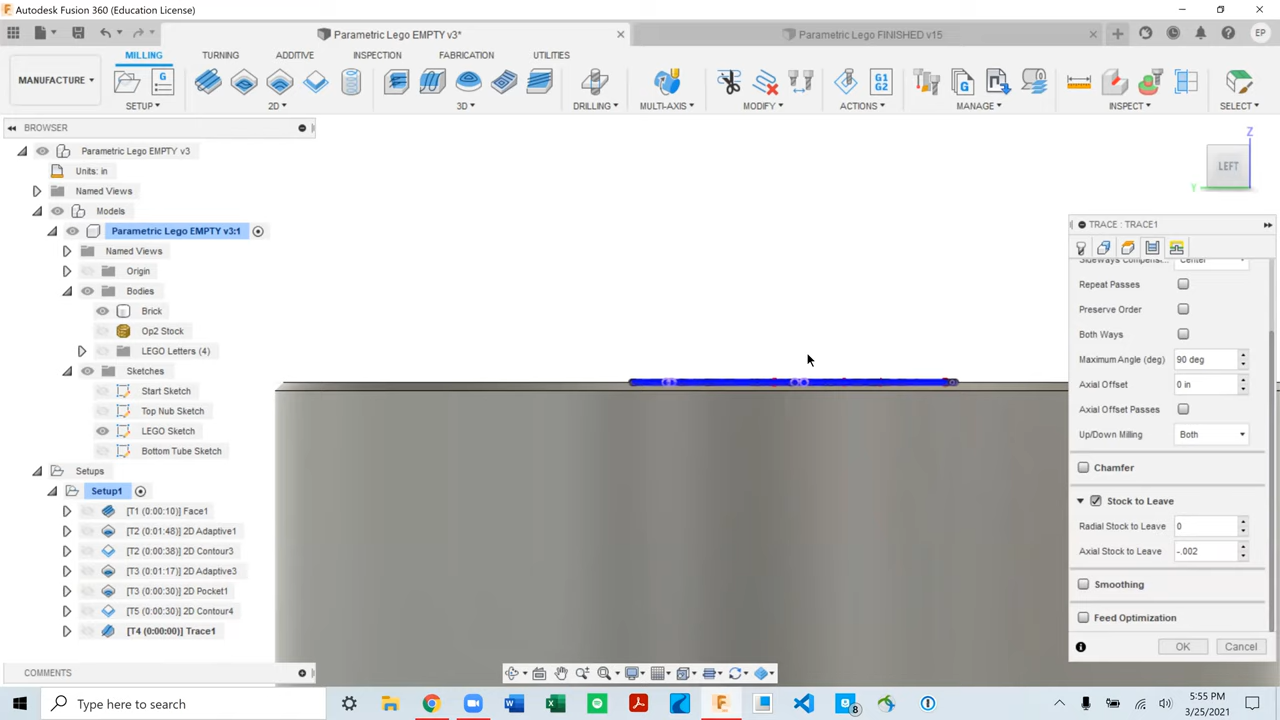 Autodesk Fusion 360 (Education License)
Parametric Lego EMPTY v3*
Parametric Lego FINISHED v15
EP
MILLING
TURNING
ADDITIVE
INSPECTION
FABRICATION
UTILITIES
MANUFACTURE
G
G1
G2
SETUP
2D
3D
DRILLING
MULTI-AXIS
MODIFY
ACTIONS
MANAGE
INSPECT
SELECT
BROWSER
Parametric Lego EMPTY v3
Units: in
Named Views
Models
Parametric Lego EMPTY v3:1
Named Views
Origin
Bodies
Brick
Op2 Stock
LEGO Letters (4)
Sketches
Start Sketch
Top Nub Sketch
LEGO Sketch
Bottom Tube Sketch
Setups
Setup1
[T1 (0:00:10)] Face1
[T2 (0:01:48)] 2D Adaptive1
[T2 (0:00:38)] 2D Contour3
[T3 (0:01:17)] 2D Adaptive3
[T3 (0:00:30)] 2D Pocket1
[T5 (0:00:30)] 2D Contour4
[T4 (0:00:00)] Trace1
COMMENTS
Z
LEFT
Y
TRACE : TRACE1
Sideways Compensi... Center
Repeat Passes
Preserve Order
Both Ways
Maximum Angle (deg) 90 deg
Axial Offset 0 in
Axial Offset Passes
Up/Down Milling Both
Chamfer
Stock to Leave
Radial Stock to Leave 0
Axial Stock to Leave -.002
Smoothing
Feed Optimization
OK Cancel
Type here to search
8
5:55 PM
3/25/2021